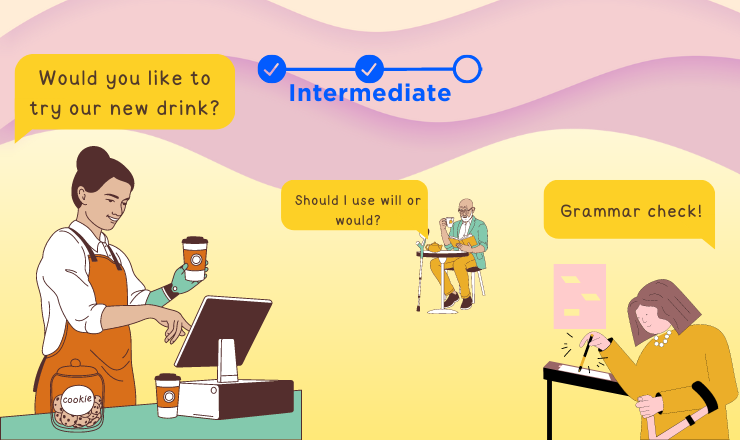 Would you like to
try our new drink?
Intermediate
Should I use will or
would?
Grammar check!
cookie